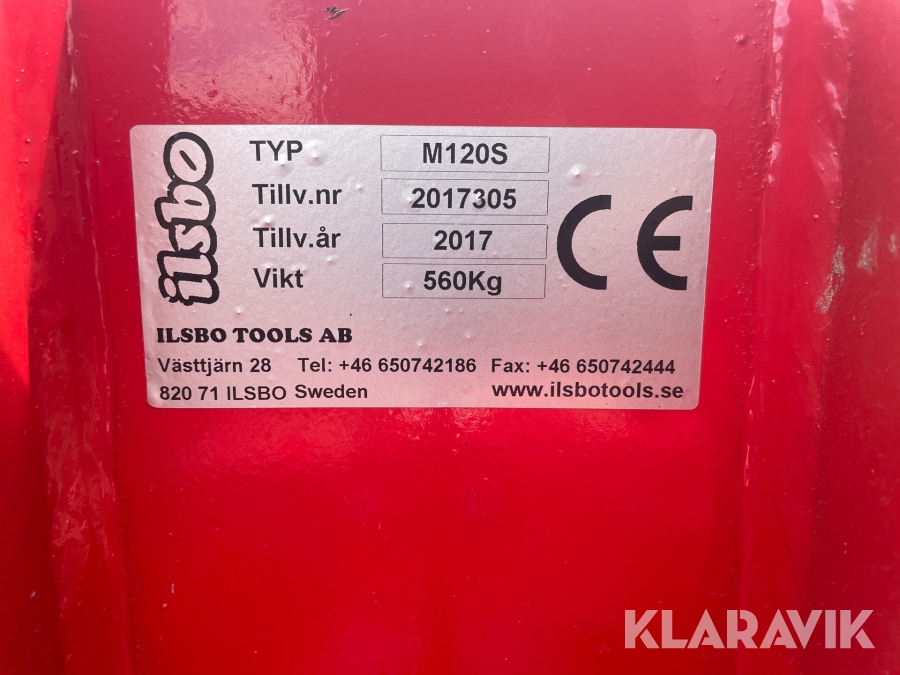 ilsbo
TYP M120S
Tillv.nr 2017305
Tillv.år 2017
Vikt 560Kg
CE
ILSBO TOOLS AB
Västtjärn 28 Tel: +46 650742186 Fax: +46 650742444
820 71 ILSBO Sweden www.ilsbotools.se
KLARAVIK